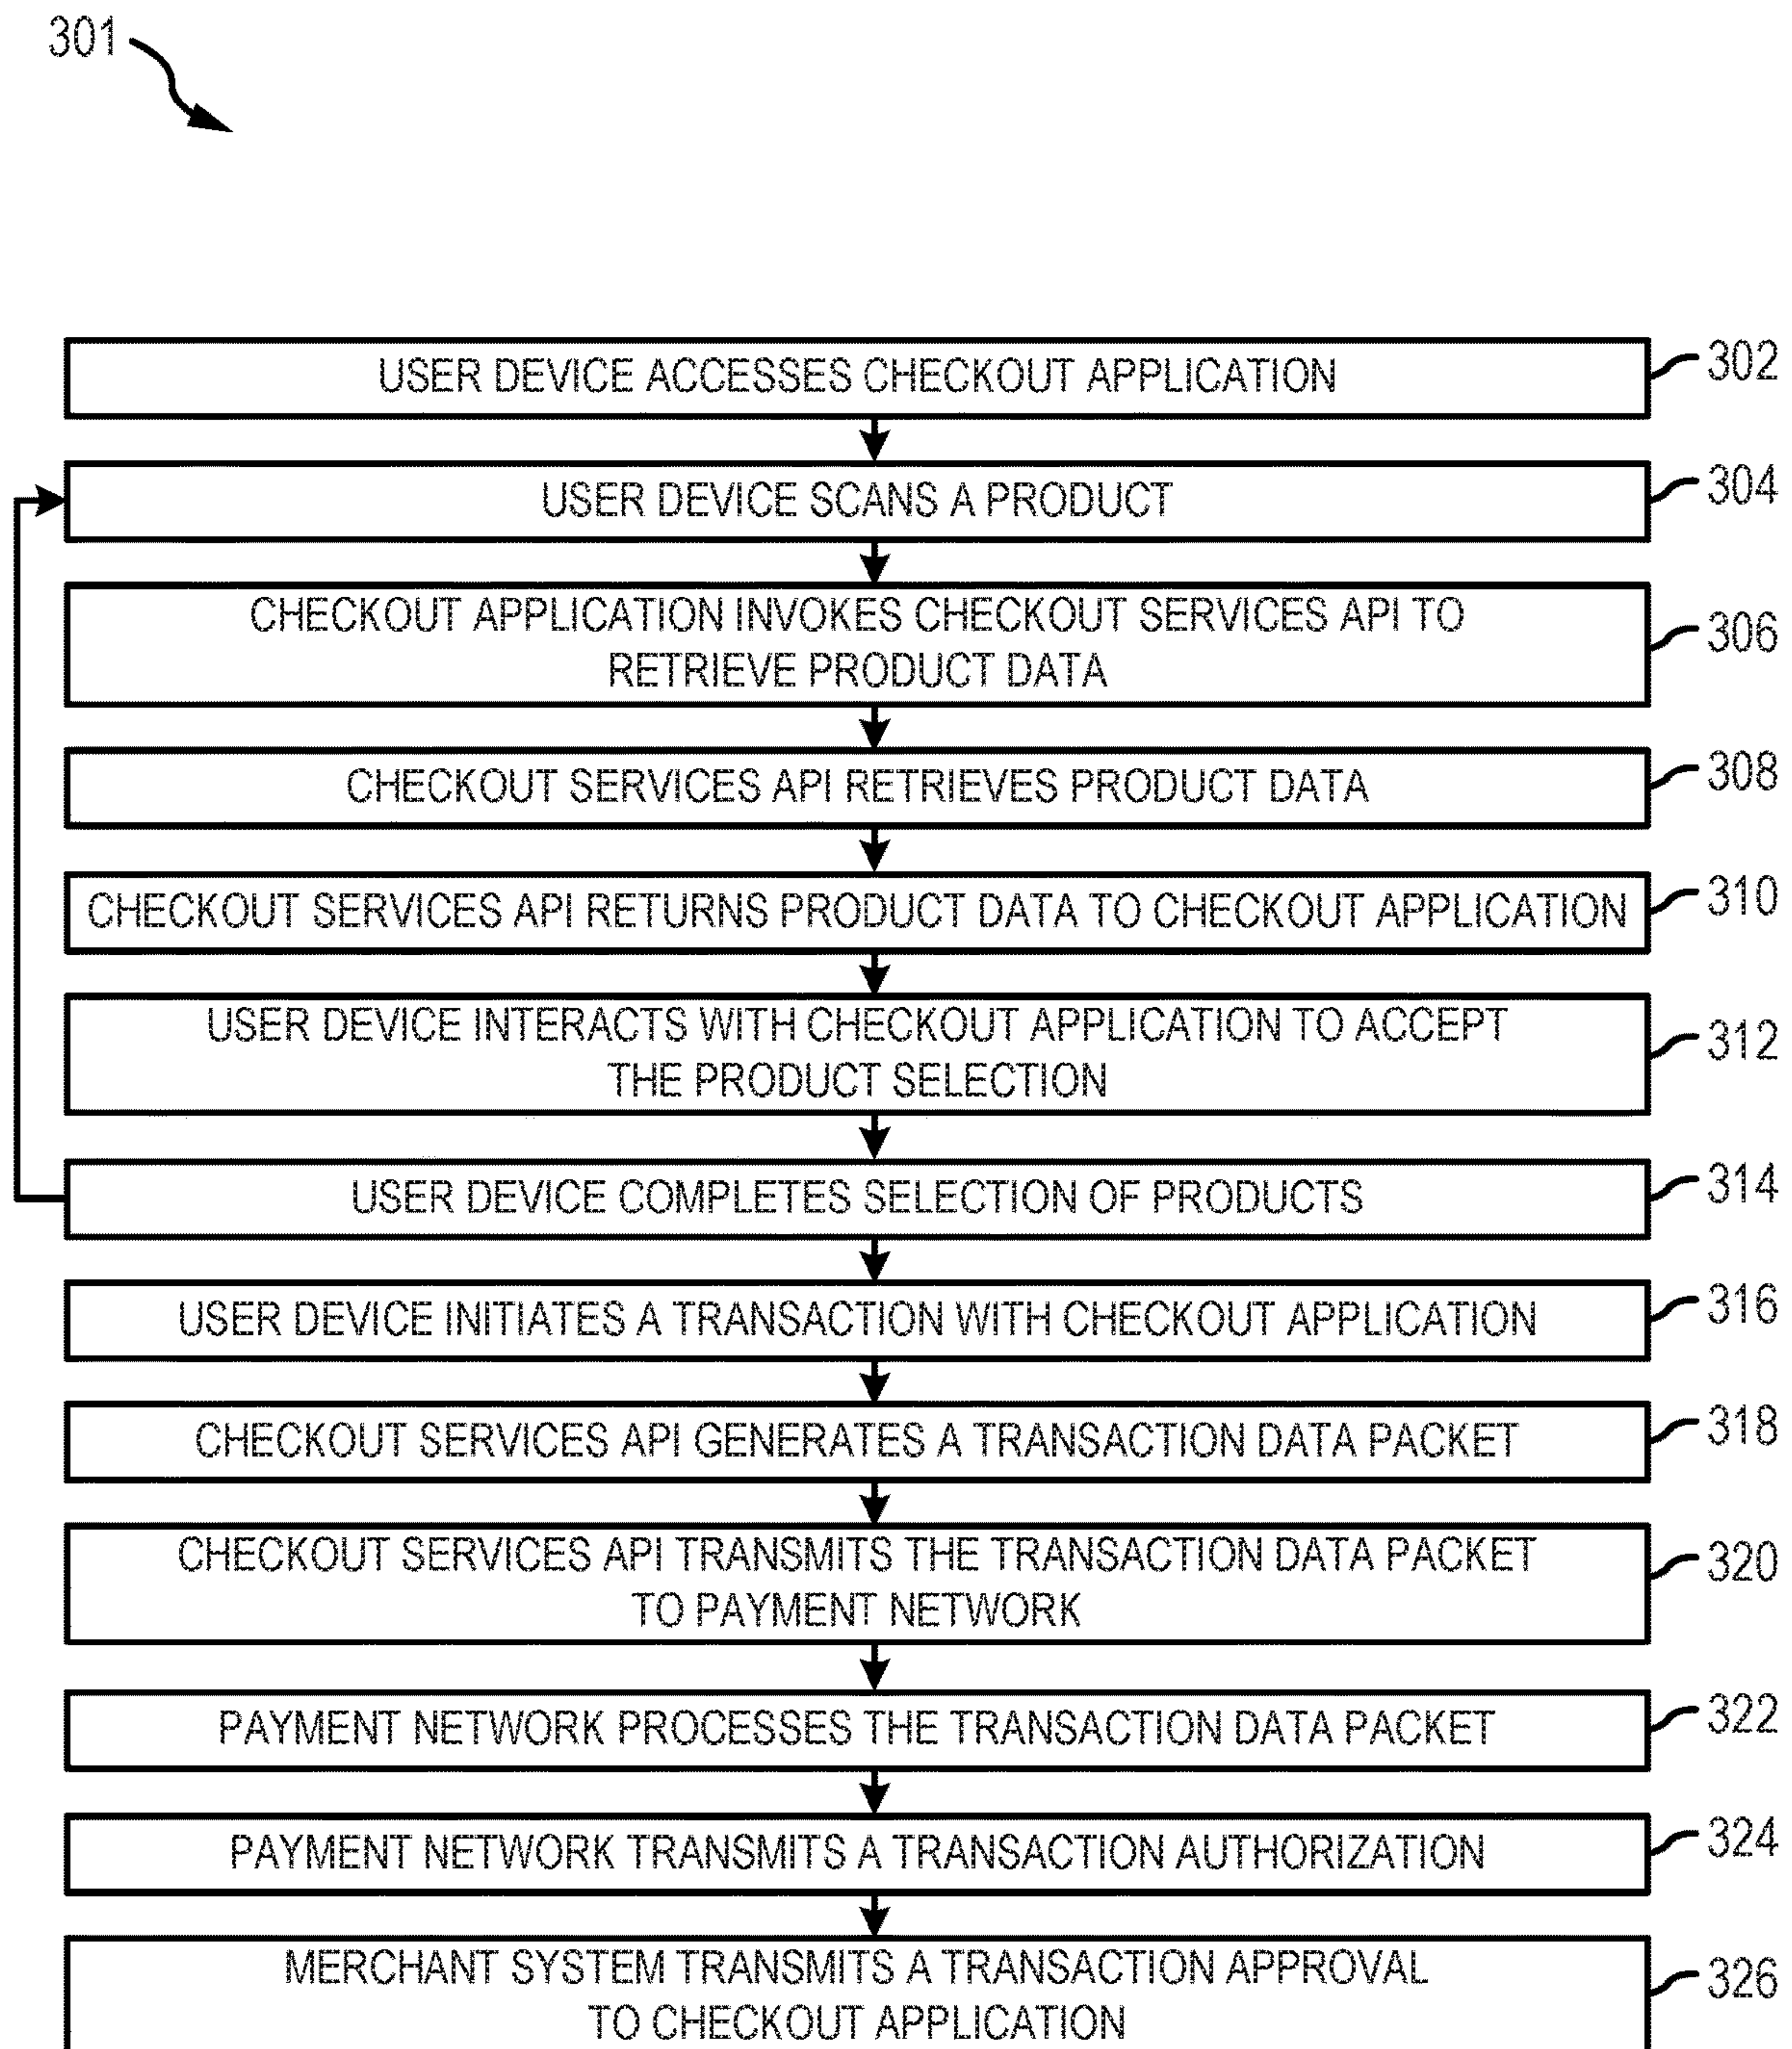 301
USER DEVICE ACCESSES CHECKOUT APPLICATION
302
USER DEVICE SCANS A PRODUCT
304
CHECKOUT APPLICATION INVOKES CHECKOUT SERVICES API TO
RETRIEVE PRODUCT DATA
306
CHECKOUT SERVICES API RETRIEVES PRODUCT DATA
308
CHECKOUT SERVICES API RETURNS PRODUCT DATA TO CHECKOUT APPLICATION
310
USER DEVICE INTERACTS WITH CHECKOUT APPLICATION TO ACCEPT
THE PRODUCT SELECTION
312
USER DEVICE COMPLETES SELECTION OF PRODUCTS
314
USER DEVICE INITIATES A TRANSACTION WITH CHECKOUT APPLICATION
316
CHECKOUT SERVICES API GENERATES A TRANSACTION DATA PACKET
318
CHECKOUT SERVICES API TRANSMITS THE TRANSACTION DATA PACKET
TO PAYMENT NETWORK
320
PAYMENT NETWORK PROCESSES THE TRANSACTION DATA PACKET
322
PAYMENT NETWORK TRANSMITS A TRANSACTION AUTHORIZATION
324
MERCHANT SYSTEM TRANSMITS A TRANSACTION APPROVAL
TO CHECKOUT APPLICATION
326